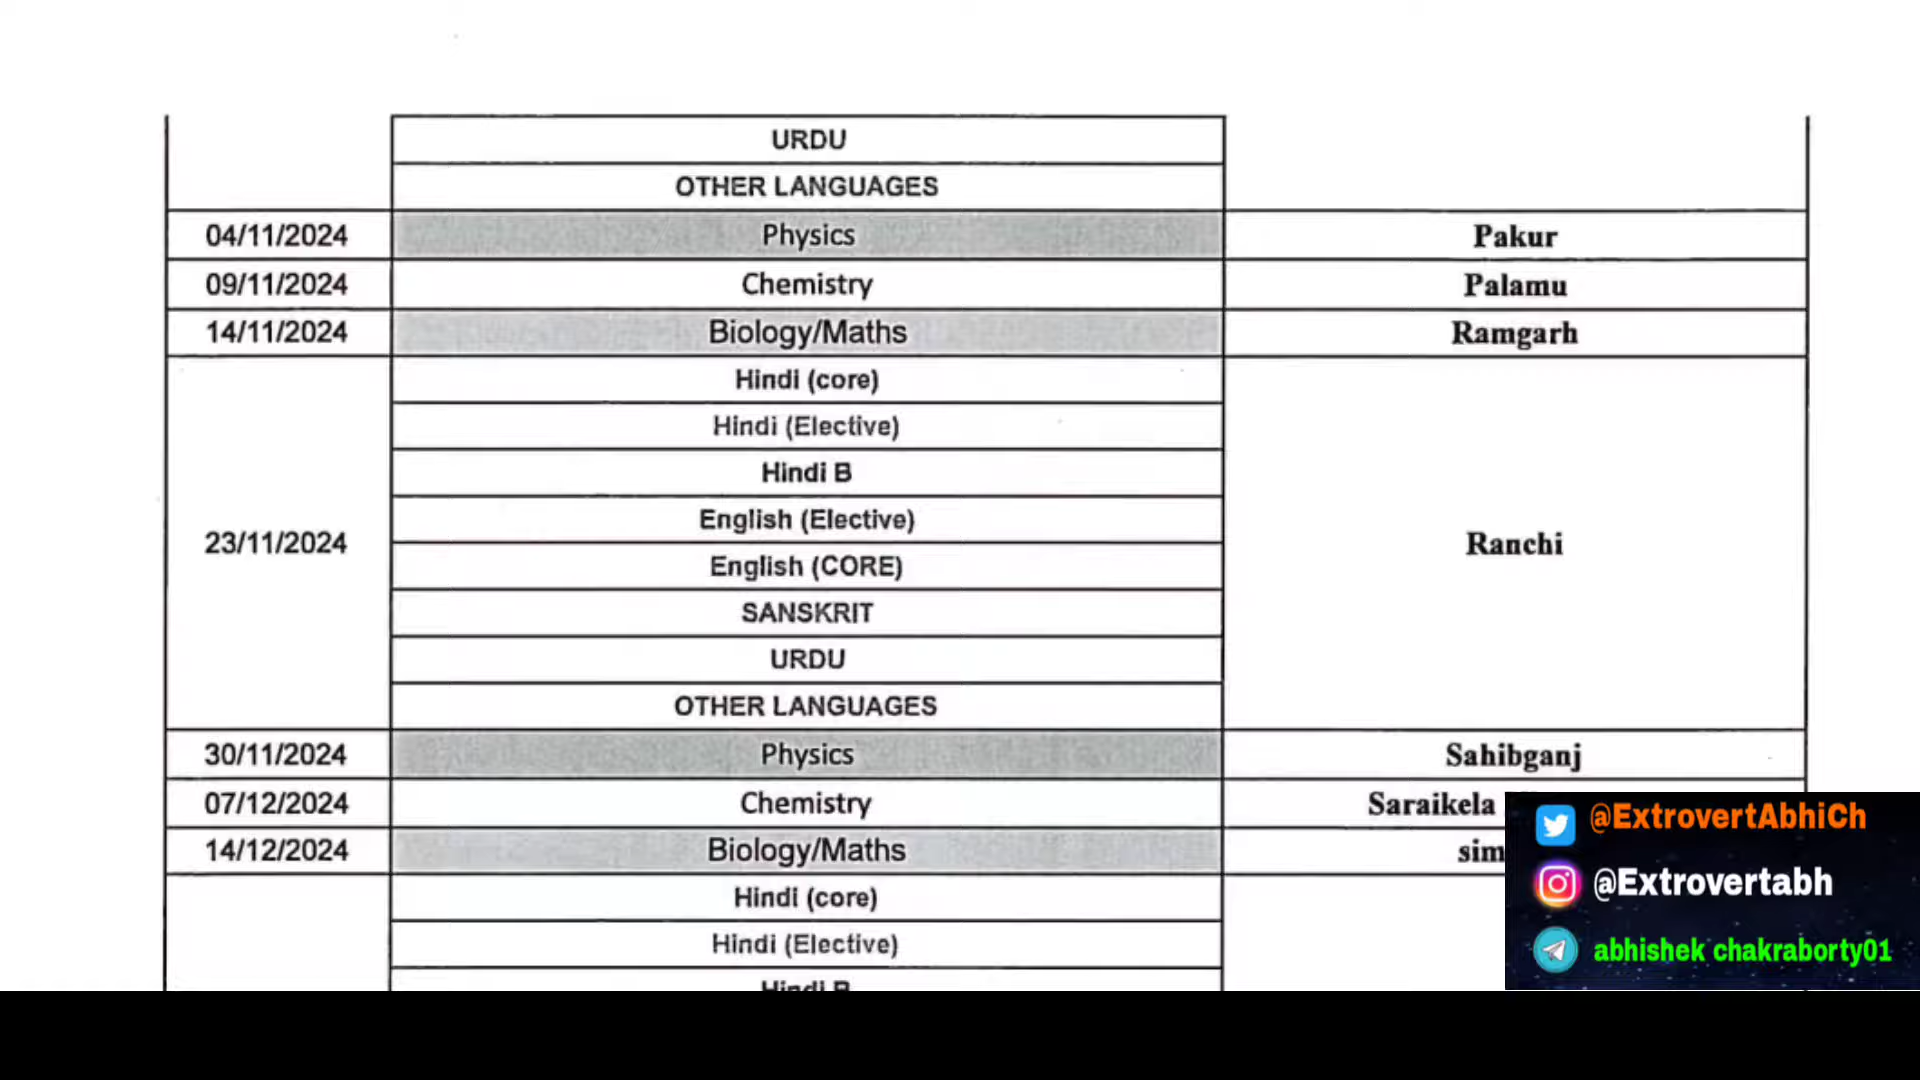 URDU
OTHER LANGUAGES
04/11/2024 Physics Pakur
09/11/2024 Chemistry Palamu
14/11/2024 Biology/Maths Ramgarh
Hindi (core)
Hindi (Elective)
Hindi B
English (Elective)
23/11/2024 Ranchi
English (CORE)
SANSKRIT
URDU
OTHER LANGUAGES
30/11/2024 Physics Sahibganj
07/12/2024 Chemistry Saraikela
14/12/2024 Biology/Maths sim
Hindi (core)
Hindi (Elective)
Hindi B
@ExtrovertAbhiCh
@Extrovertabh
abhishek chakraborty01